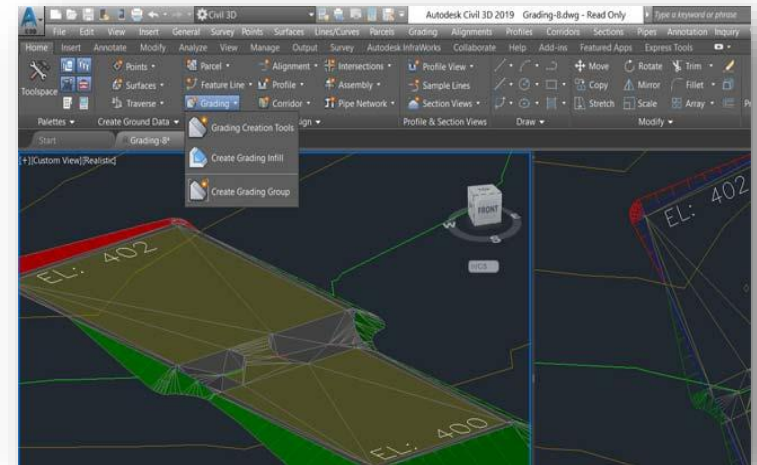 Civil 3D
Autodesk Civil 3D 2019 Grading-8.dwg - Read Only
Type a keyword or phrase
File Edit View Insert General Survey Points Surfaces Lines/Curves Parcels Grading Alignments Profiles Corridors Sections Pipes Annotation Inquiry
Home Insert Annotate Modify Analyze View Manage Output Survey Autodesk InfraWorks Collaborate Help Add-ins Featured Apps Express Tools
Points Parcel Alignment Intersections Profile View Move Rotate Trim
Toolspace Surfaces Feature Line Profile Assembly Sample Lines Copy Mirror Fillet
Traverse Grading Corridor Pipe Network Section Views Stretch Scale Array
Palettes Create Ground Data Profile & Section Views Draw Modify
Start Grading-8*
Grading Creation Tools
Create Grading Infill
Create Grading Group
[+][Custom View][Realistic]
TOP
FRONT
W S
WCS
EL: 402
EL: 402
EL: 400